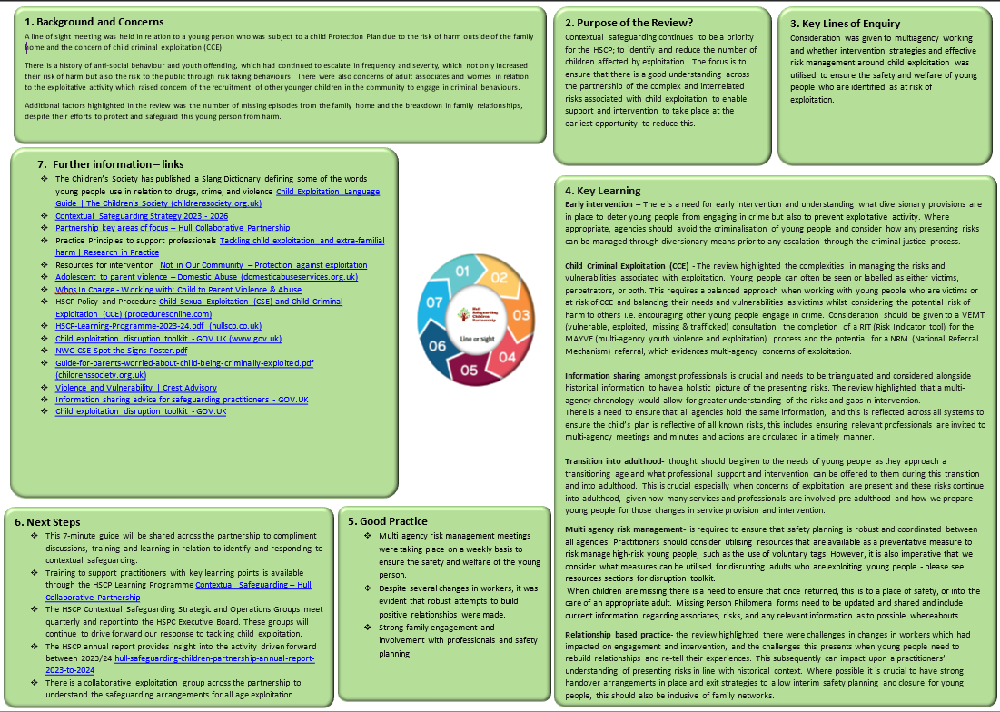 1. Background and Concerns
A line of sight meeting was held in relation to a young person who was subject to a child Protection Plan due to the risk of harm outside of the family
home and the concern of child criminal exploitation (CCE).
There is a history of anti-social behaviour and youth offending, which had continued to escalate in frequency and severity, which not only increased
their risk of harm but also the risk to the public through risk taking behaviours. There were also concerns of adult associates and worries in relation
to the exploitative activity which raised concern of the recruitment of other younger children in the community to engage in criminal behaviours.
Additional factors highlighted in the review was the number of missing episodes from the family home and the breakdown in family relationships,
despite their efforts to protect and safeguard this young person from harm.
2. Purpose of the Review?
Contextual safeguarding continues to be a priority
for the HSCP; to identify and reduce the number of
children affected by exploitation. The focus is to
ensure that there is a good understanding across
the partnership of the complex and interrelated
risks associated with child exploitation to enable
support and intervention to take place at the
earliest opportunity to reduce this.
3. Key Lines of Enquiry
Consideration was given to multiagency working
and whether intervention strategies and effective
risk management around child exploitation was
utilised to ensure the safety and welfare of young
people who are identified as at risk of
exploitation.
4. Key Learning
Early intervention – There is a need for early intervention and understanding what diversionary provisions are
in place to deter young people from engaging in crime but also to prevent exploitative activity. Where
appropriate, agencies should avoid the criminalisation of young people and consider how any presenting risks
can be managed through diversionary means prior to any escalation through the criminal justice process.
Child Criminal Exploitation (CCE) - The review highlighted the complexities in managing the risks and
vulnerabilities associated with exploitation. Young people can often be seen or labelled as either victims,
perpetrators, or both. This requires a balanced approach when working with young people who are victims or
at risk of CCE and balancing their needs and vulnerabilities as victims whilst considering the potential risk of
harm to others i.e. encouraging other young people engage in crime. Consideration should be given to a VEMT
(vulnerable, exploited, missing & trafficked) consultation, the completion of a RIT (Risk Indicator tool) for the
MAYVE (multi-agency youth violence and exploitation) process and the potential for a NRM (National Referral
Mechanism) referral, which evidences multi-agency concerns of exploitation.
Information sharing amongst professionals is crucial and needs to be triangulated and considered alongside
historical information to have a holistic picture of the presenting risks. The review highlighted that a multi-
agency chronology would allow for greater understanding of the risks and gaps in intervention.
There is a need to ensure that all agencies hold the same information, and this is reflected across all systems to
ensure the child's plan is reflective of all known risks, this includes ensuring relevant professionals are invited to
multi-agency meetings and minutes and actions are circulated in a timely manner.
Transition into adulthood- thought should be given to the needs of young people as they approach a
transitioning age and what professional support and intervention can be offered to them during this transition
and into adulthood. This is crucial especially when concerns of exploitation are present and these risks continue
into adulthood, given how many services and professionals are involved pre-adulthood and how we prepare
young people for those changes in service provision and intervention.
Multi agency risk management- is required to ensure that safety planning is robust and coordinated between
all agencies. Practitioners should consider utilising resources that are available as a preventative measure to
risk manage high-risk young people, such as the use of voluntary tags. However, it is also imperative that we
consider what measures can be utilised for disrupting adults who are exploiting young people - please see
resources sections for disruption toolkit.
When children are missing there is a need to ensure that once returned, this is to a place of safety, or into the
care of an appropriate adult. Missing Person Philomena forms need to be updated and shared and include
current information regarding associates, risks, and any relevant information as to possible whereabouts.
Relationship based practice- the review highlighted there were challenges in changes in workers which had
impacted on engagement and intervention, and the challenges this presents when young people need to
rebuild relationships and re-tell their experiences. This subsequently can impact upon a practitioners'
understanding of presenting risks in line with historical context. Where possible it is crucial to have strong
handover arrangements in place and exit strategies to allow interim safety planning and closure for young
people, this should also be inclusive of family networks.
5. Good Practice
❖ Multi agency risk management meetings
were taking place on a weekly basis to
ensure the safety and welfare of the young
person.
❖ Despite several changes in workers, it was
evident that robust attempts to build
positive relationships were made.
❖ Strong family engagement and
involvement with professionals and safety
planning.
6. Next Steps
❖ This 7-minute guide will be shared across the partnership to compliment
discussions, training and learning in relation to identify and responding to
contextual safeguarding.
❖ Training to support practitioners with key learning points is available
through the HSCP Learning Programme Contextual Safeguarding – Hull
Collaborative Partnership
❖ The HSCP Contextual Safeguarding Strategic and Operations Groups meet
quarterly and report into the HSPC Executive Board. These groups will
continue to drive forward our response to tackling child exploitation.
❖ The HSCP annual report provides insight into the activity driven forward
between 2023/24 hull-safeguarding-children-partnership-annual-report-
2023-to-2024
❖ There is a collaborative exploitation group across the partnership to
understand the safeguarding arrangements for all age exploitation.
7. Further information – links
❖ The Children's Society has published a Slang Dictionary defining some of the words
young people use in relation to drugs, crime, and violence Child Exploitation Language
Guide | The Children's Society (childrenssociety.org.uk)
❖ Contextual Safeguarding Strategy 2023 - 2026
❖ Partnership key areas of focus – Hull Collaborative Partnership
❖ Practice Principles to support professionals Tackling child exploitation and extra-familial
harm | Research in Practice
❖ Resources for intervention Not in Our Community – Protection against exploitation
❖ Adolescent to parent violence – Domestic Abuse (domesticabuseservices.org.uk)
❖ Whos In Charge - Working with: Child to Parent Violence & Abuse
❖ HSCP Policy and Procedure Child Sexual Exploitation (CSE) and Child Criminal
Exploitation (CCE) (proceduresonline.com)
❖ HSCP-Learning-Programme-2023-24.pdf (hullscp.co.uk)
❖ Child exploitation disruption toolkit - GOV.UK (www.gov.uk)
❖ NWG-CSE-Spot-the-Signs-Poster.pdf
❖ Guide-for-parents-worried-about-child-being-criminally-exploited.pdf
(childrenssociety.org.uk)
❖ Violence and Vulnerability | Crest Advisory
❖ Information sharing advice for safeguarding practitioners - GOV.UK
❖ Child exploitation disruption toolkit - GOV.UK
01
02
03
04
05
06
07
Hull
Safeguarding
Children
Partnership
Line or sight